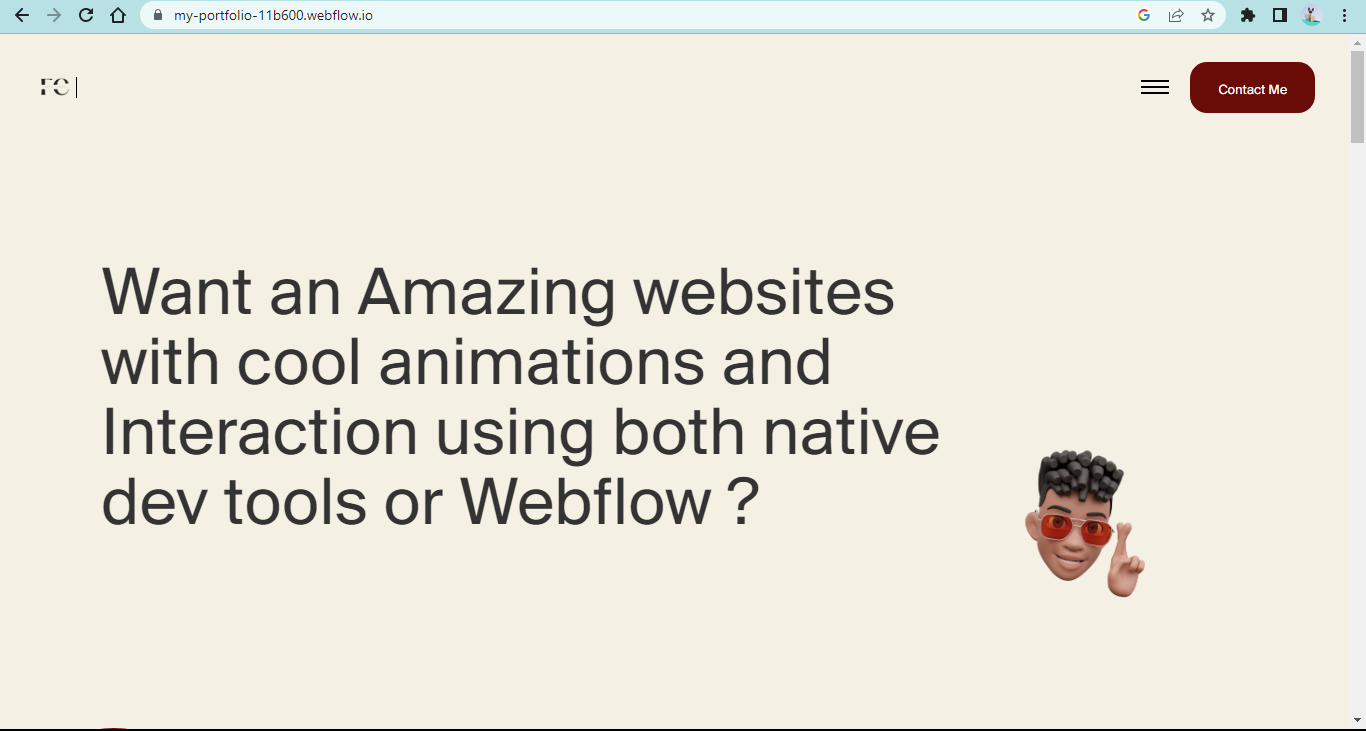 my-portfolio-11b600.webflow.io
FC
Contact Me
Want an Amazing websites
with cool animations and
Interaction using both native
dev tools or Webflow ?